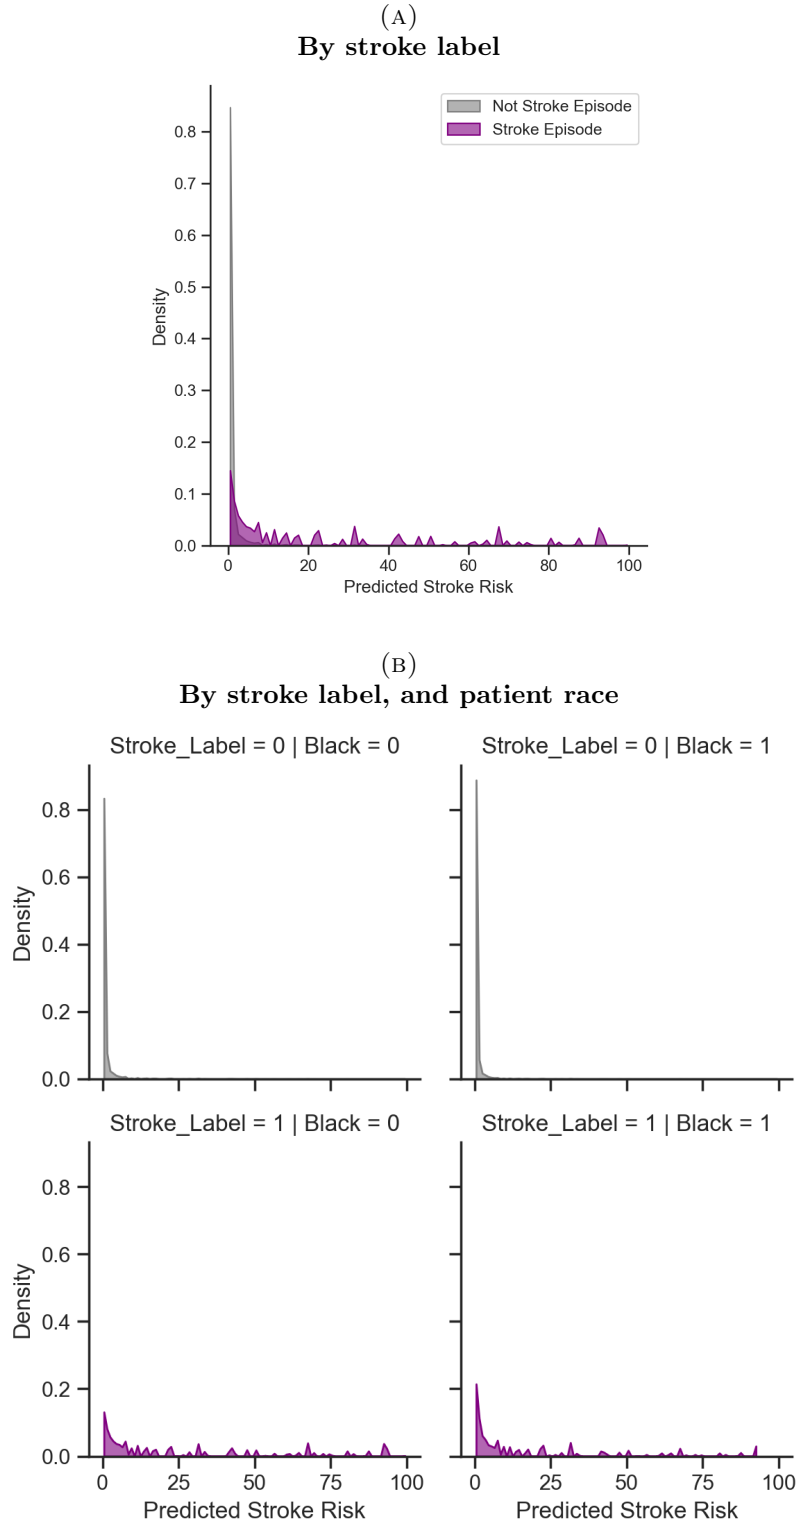 (A)
By stroke label
Not Stroke Episode
Stroke Episode
0.8
0.7
0.6
0.5
0.4
0.3
0.2
0.1
0.0
Density
0 20 40 60 80 100
Predicted Stroke Risk
(B)
By stroke label, and patient race
Stroke_Label = 0 | Black = 0
Stroke_Label = 0 | Black = 1
0.8
0.6
0.4
0.2
0.0
Density
Stroke_Label = 1 | Black = 0
Stroke_Label = 1 | Black = 1
0.8
0.6
0.4
0.2
0.0
Density
0 25 50 75 100
Predicted Stroke Risk
0 25 50 75 100
Predicted Stroke Risk